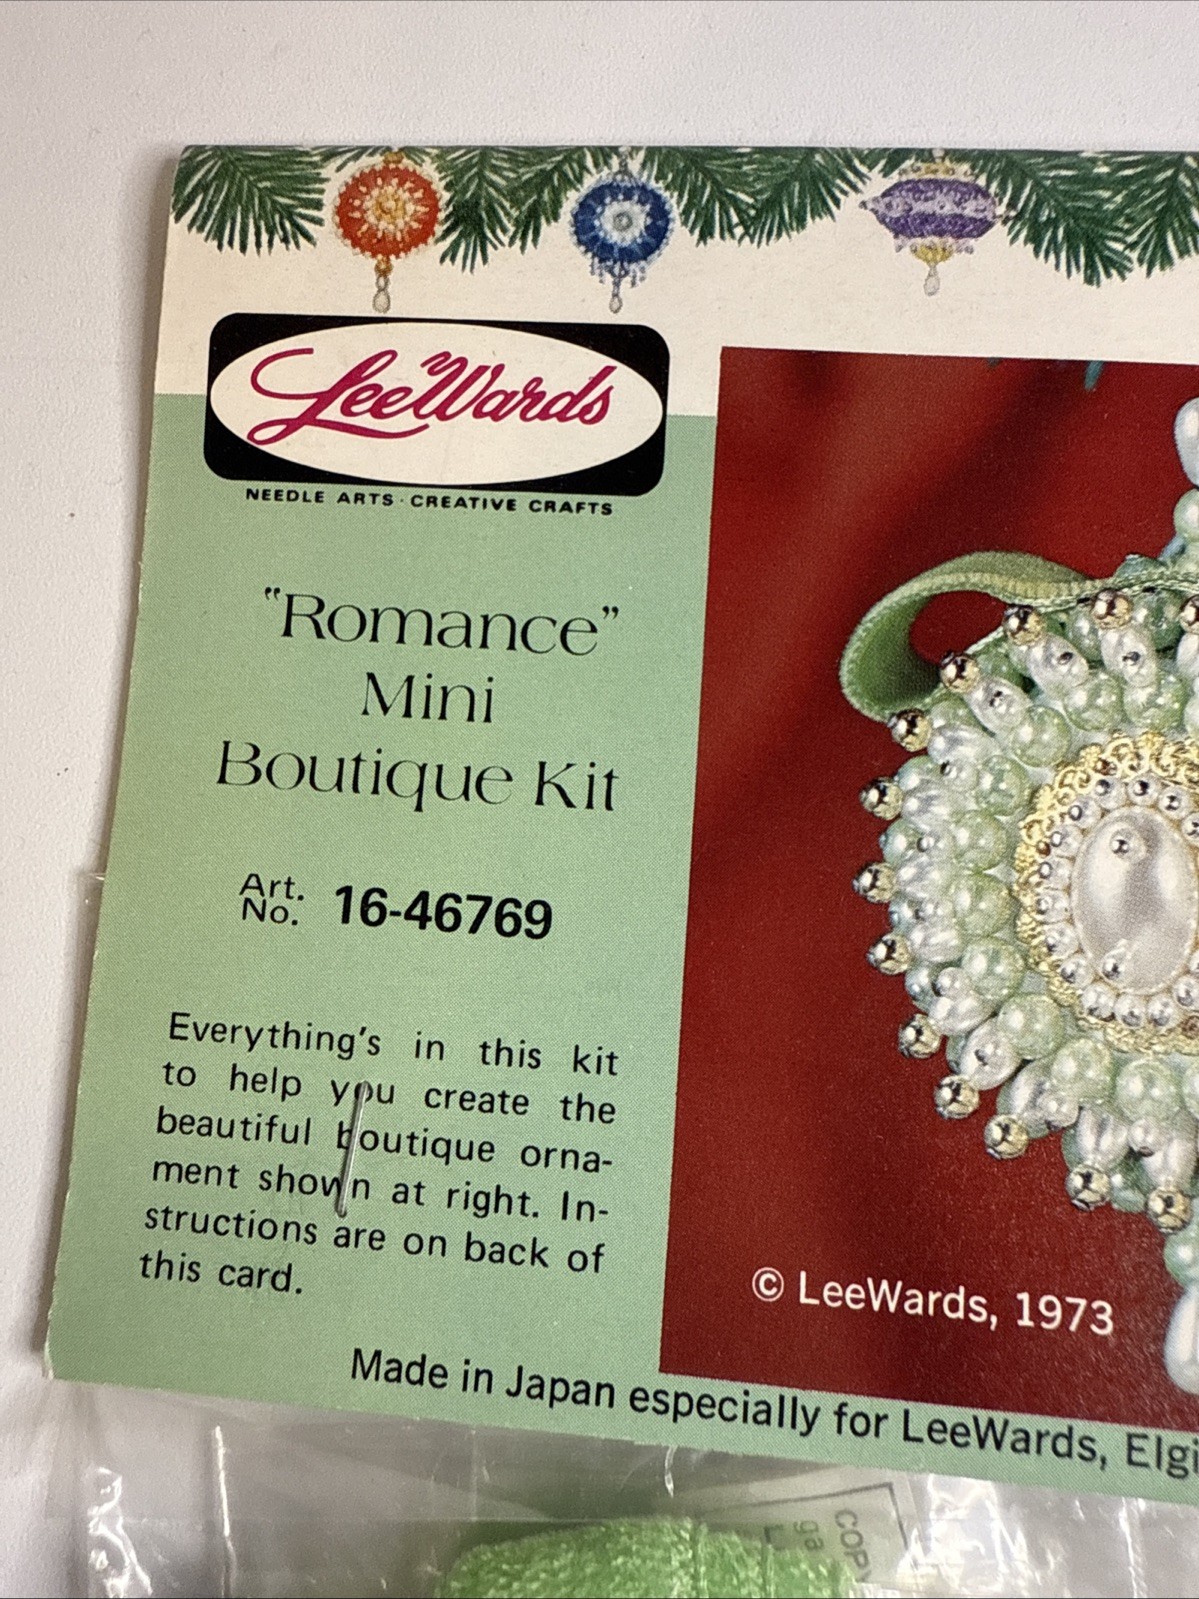 LeeWards
NEEDLE ARTS · CREATIVE CRAFTS
"Romance"
Mini
Boutique Kit
Art.
No. 16-46769
Everything's in this kit
to help you create the
beautiful boutique orna-
ment shown at right. In-
structions are on back of
this card.
© LeeWards, 1973
Made in Japan especially for LeeWards, Elgi